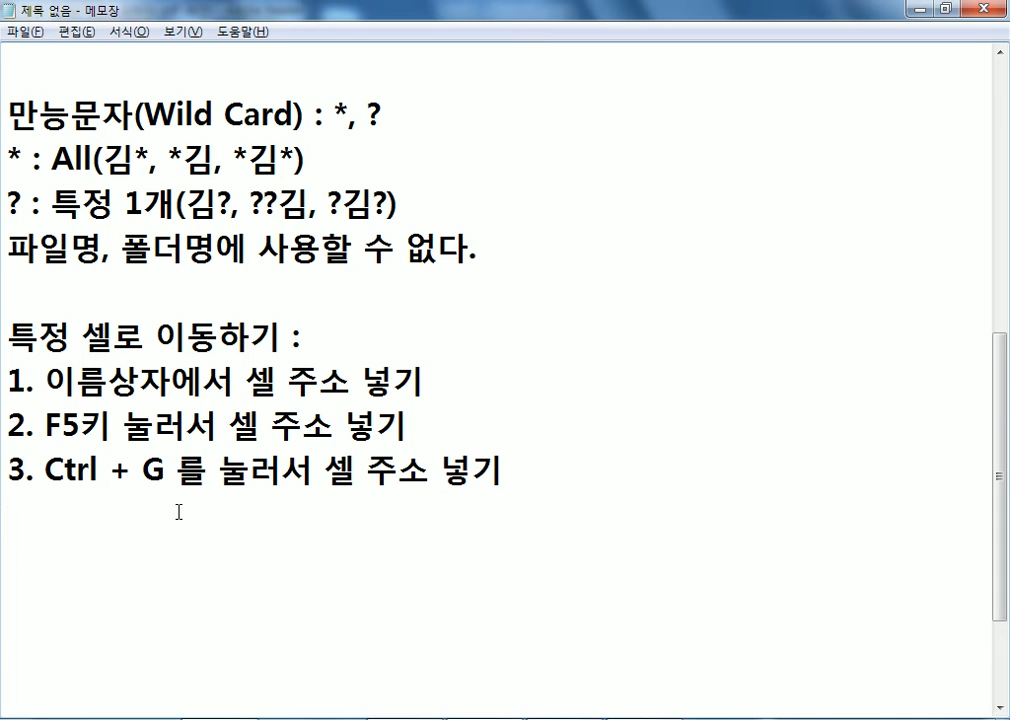 제목 없음 - 메모장
파일(F) 편집(E) 서식(O) 보기(V) 도움말(H)
만능문자(Wild Card) : *, ?
* : All(김*, *김, *김*)
? : 특정 1개(김?, ??김, ?김?)
파일명, 폴더명에 사용할 수 없다.
특정 셀로 이동하기 :
1. 이름상자에서 셀 주소 넣기
2. F5키 눌러서 셀 주소 넣기
3. Ctrl + G 를 눌러서 셀 주소 넣기